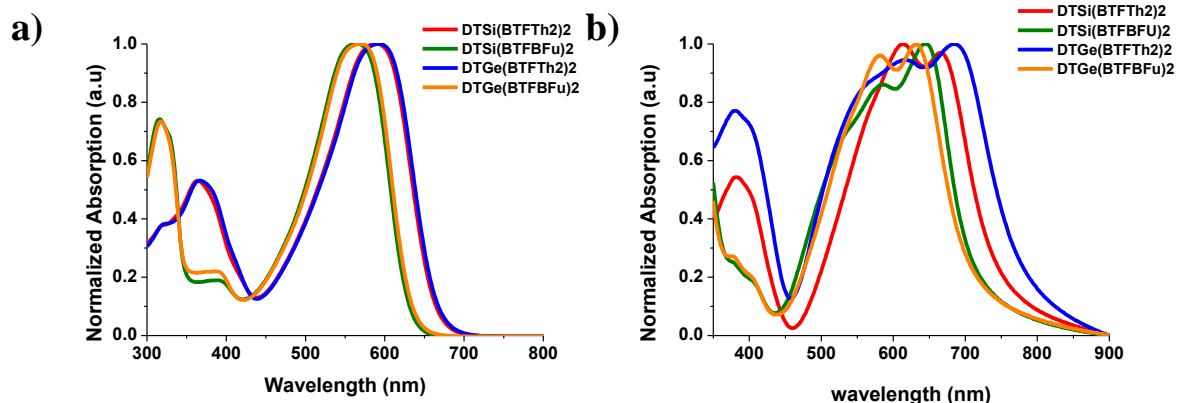 a)
DTSi(BTFTh2)2
DTSi(BTFBFu)2
DTGe(BTFTh2)2
DTGe(BTFBFu)2
1.0
0.8
0.6
0.4
0.2
0.0
Normalized Absorption (a.u)
300 400 500 600 700 800
Wavelength (nm)
b)
DTSi(BTFTh2)2
DTSi(BTFBFU)2
DTGe(BTFTh2)2
DTGe(BTFBFu)2
1.0
0.8
0.6
0.4
0.2
0.0
Normalized Absorption (a.u)
400 500 600 700 800 900
wavelength (nm)